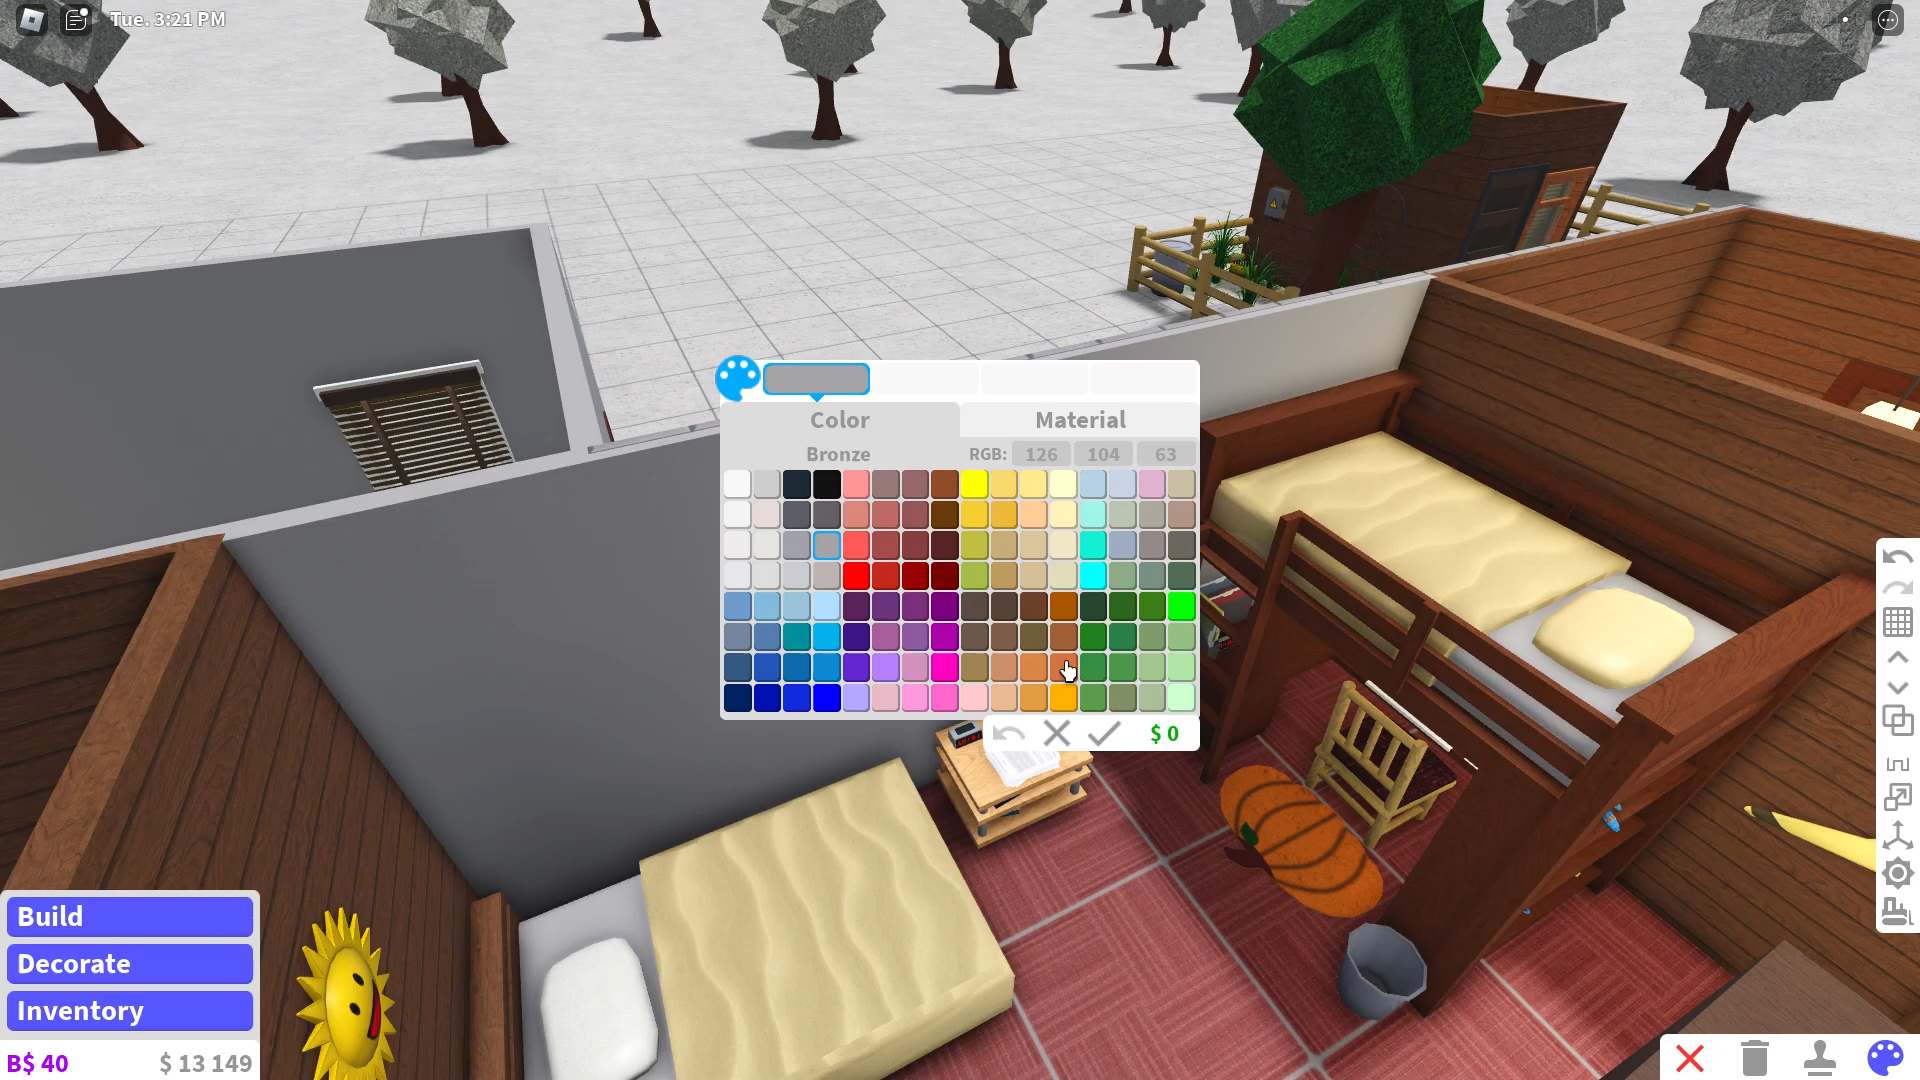 Tue. 3:21 PM
Color
Material
Bronze
RGB: 126 104 63
$ 0
Build
Decorate
Inventory
B$ 40
$ 13 149